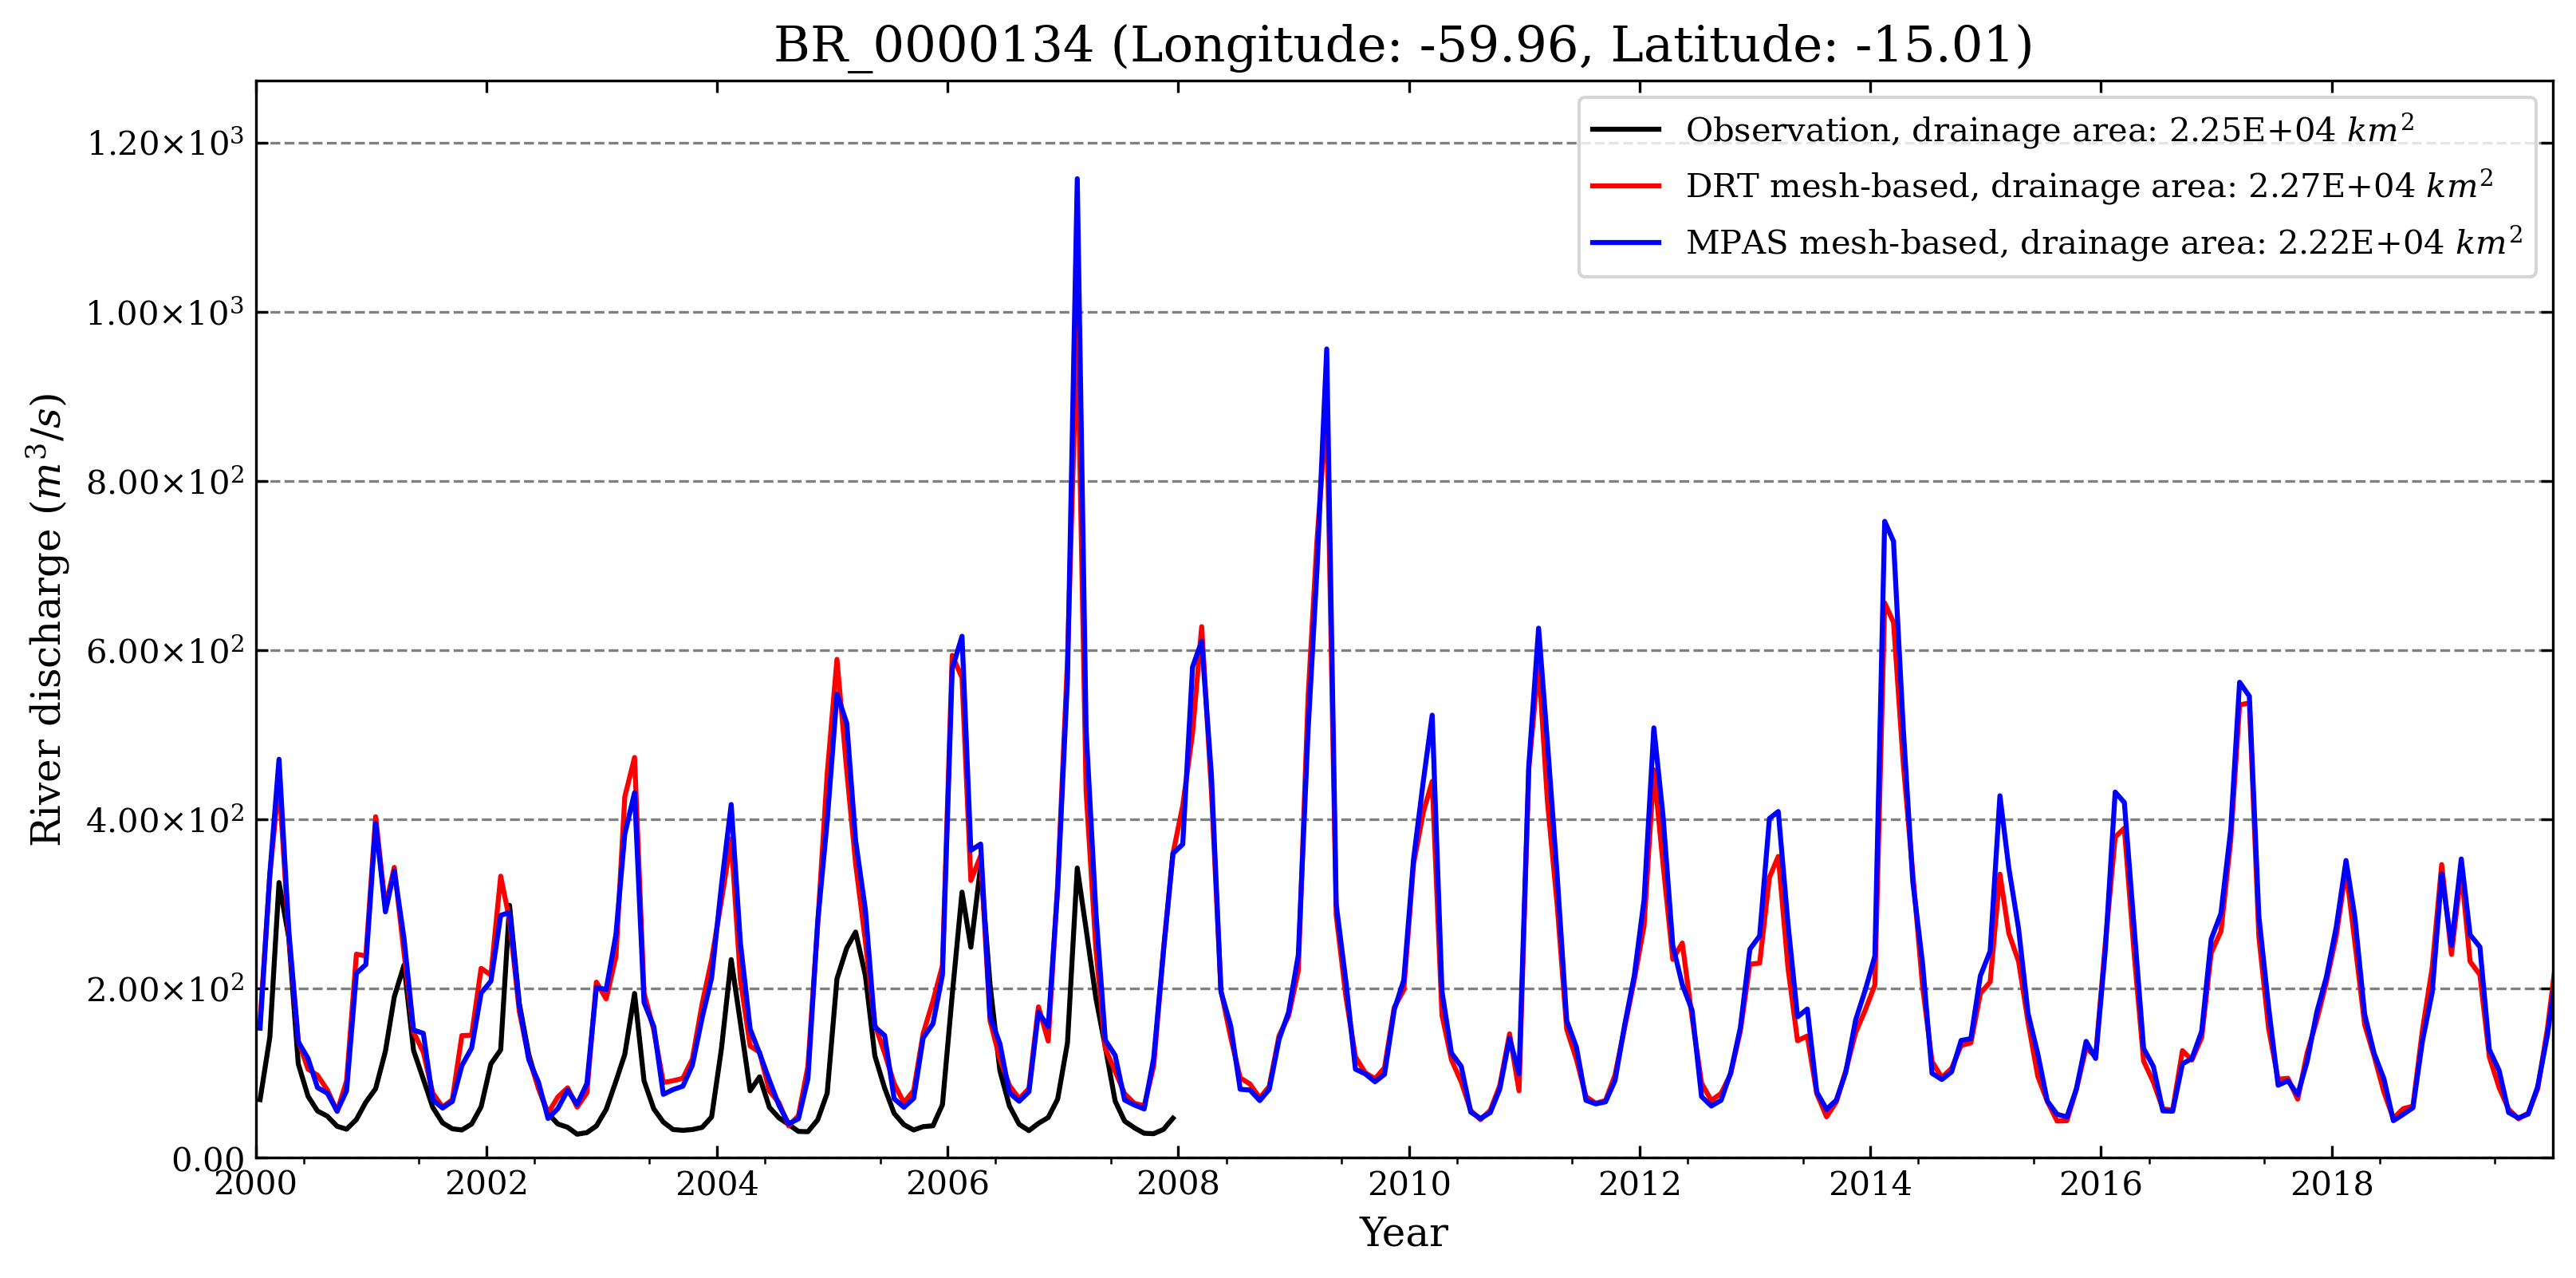 BR_0000134 (Longitude: -59.96, Latitude: -15.01)
Observation, drainage area: 2.25E+04 km²
DRT mesh-based, drainage area: 2.27E+04 km²
MPAS mesh-based, drainage area: 2.22E+04 km²
River discharge (m³/s)
1.20×10³
1.00×10³
8.00×10²
6.00×10²
4.00×10²
2.00×10²
0.00
2000 2002 2004 2006 2008 2010 2012 2014 2016 2018
Year